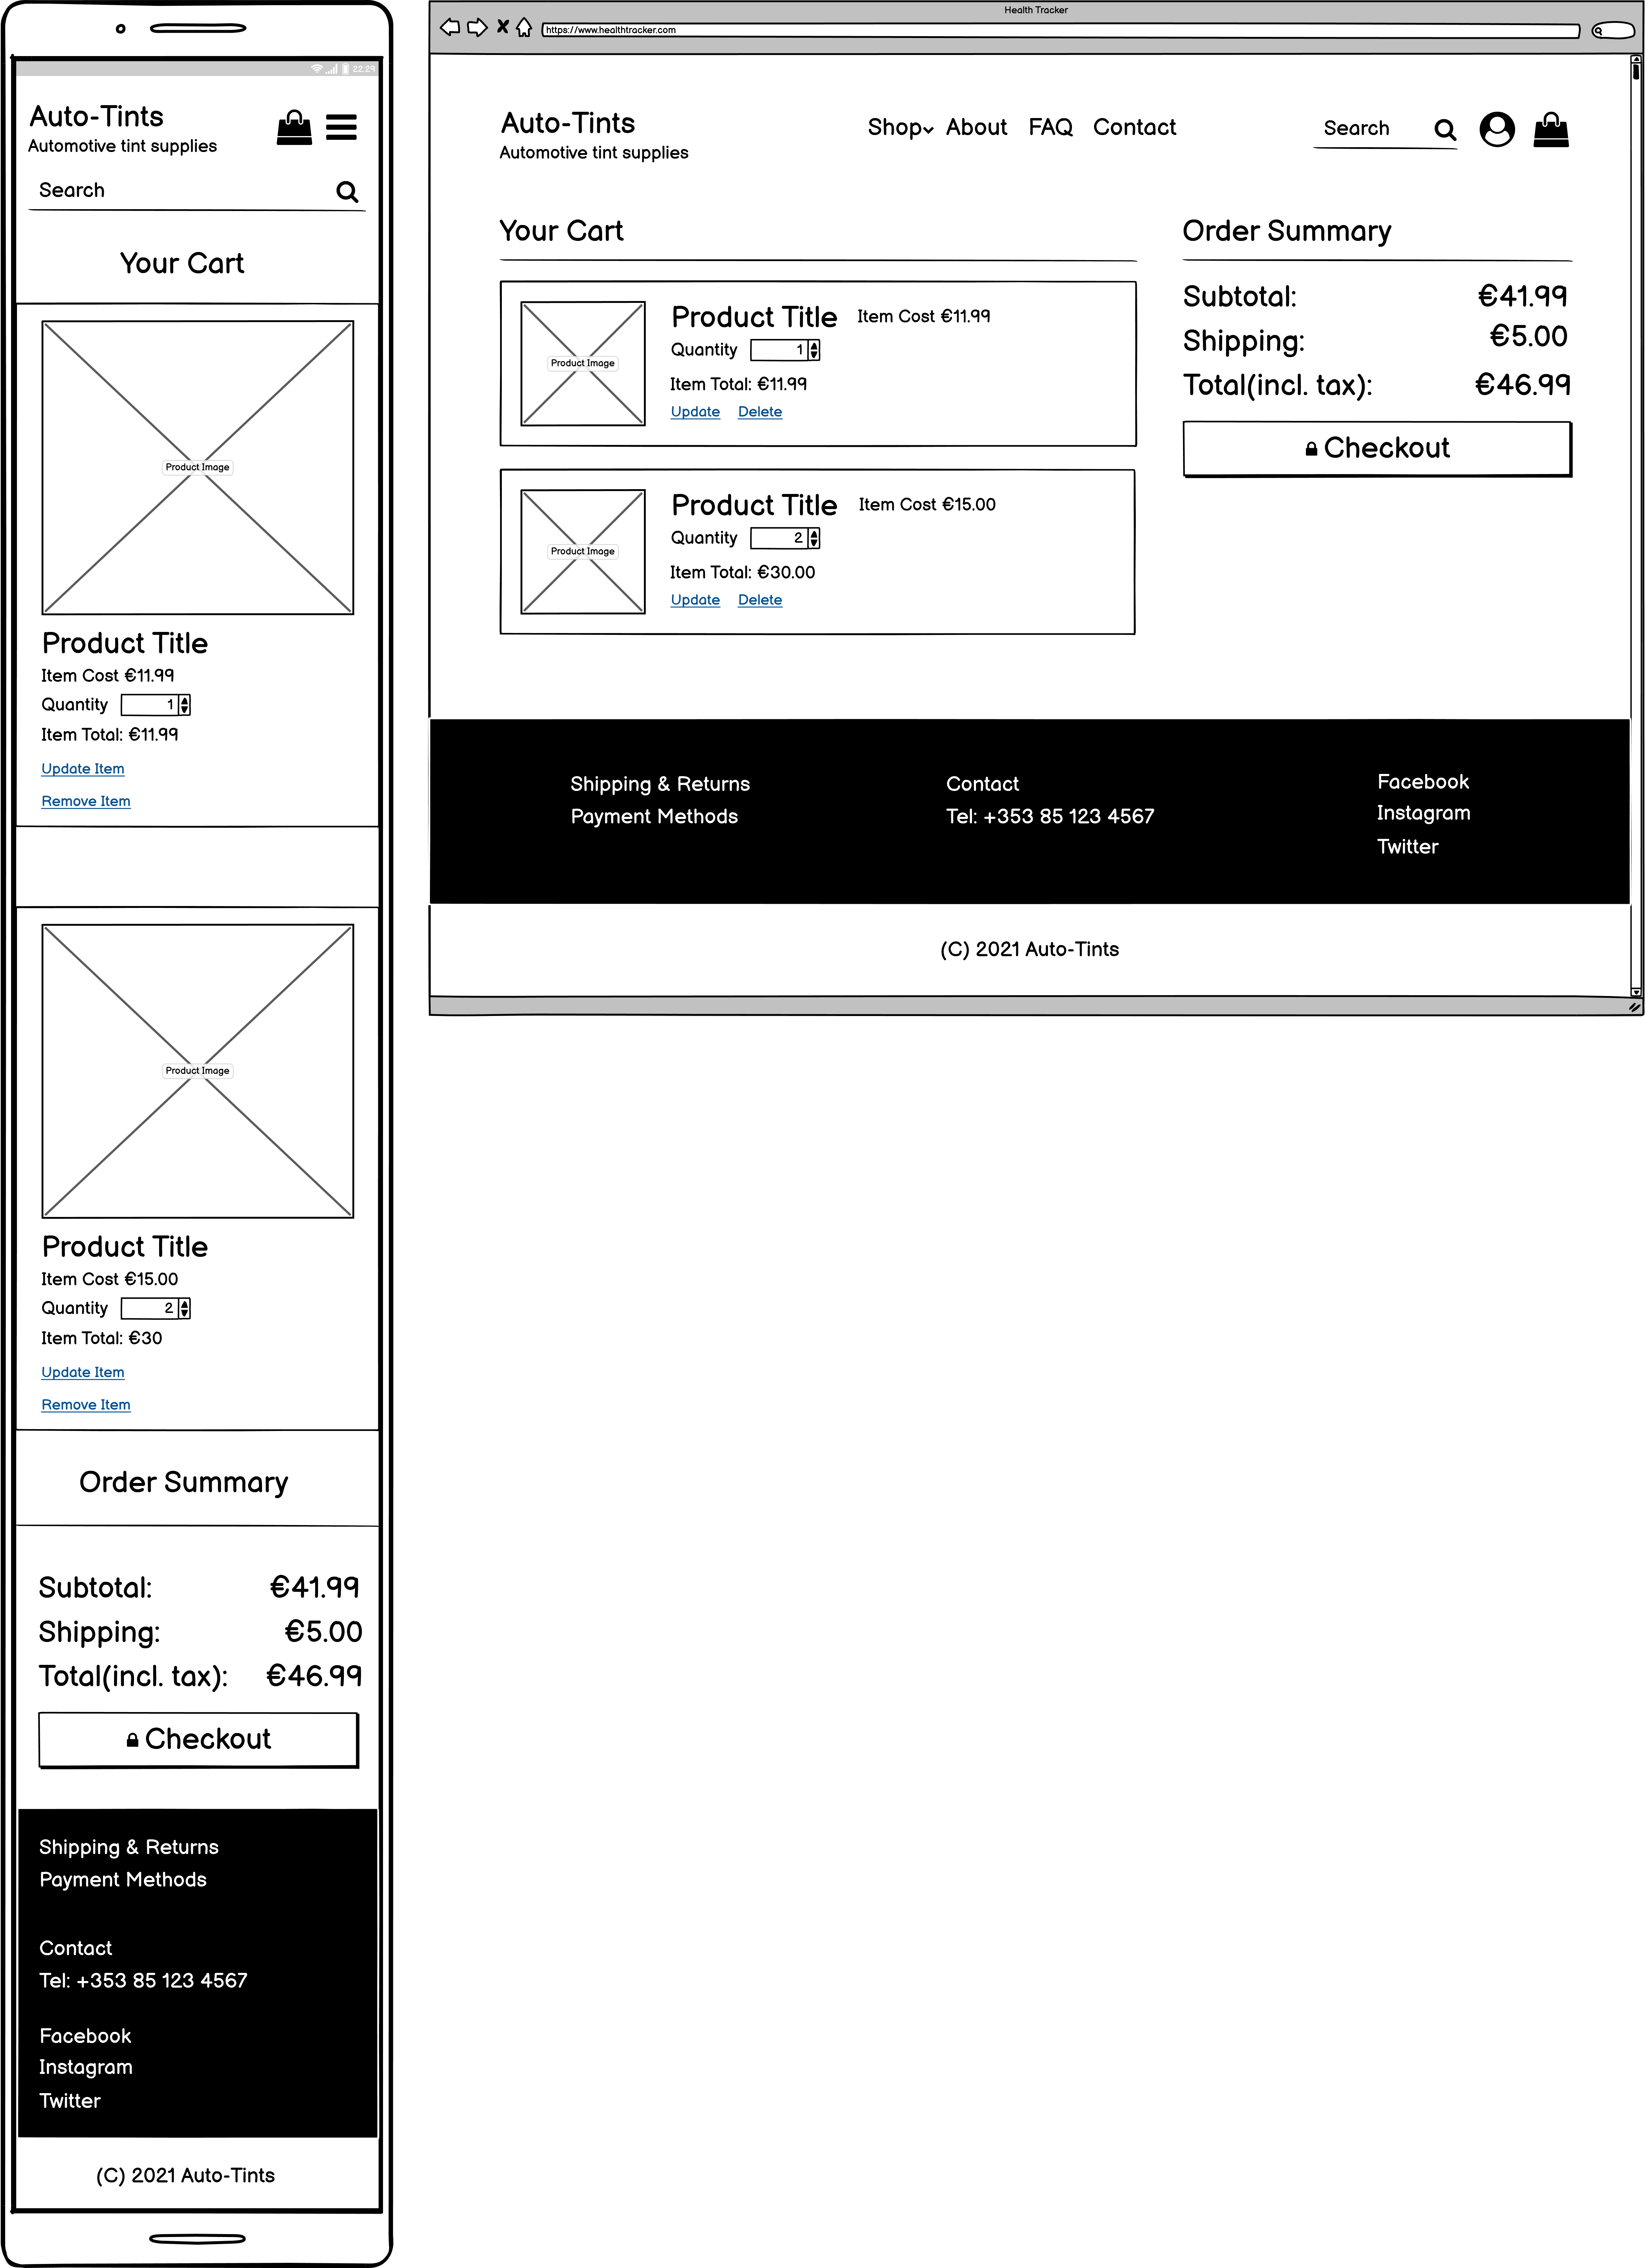 22:29
Auto-Tints
Automotive tint supplies
Search
Your Cart
Product Image
Product Title
Item Cost €11.99
Quantity 1
Item Total: €11.99
Update Item
Remove Item
Product Image
Product Title
Item Cost €15.00
Quantity 2
Item Total: €30
Update Item
Remove Item
Order Summary
Subtotal: €41.99
Shipping: €5.00
Total(incl. tax): €46.99
Checkout
Shipping & Returns
Payment Methods
Contact
Tel: +353 85 123 4567
Facebook
Instagram
Twitter
(C) 2021 Auto-Tints
Health Tracker
https://www.healthtracker.com
Auto-Tints
Automotive tint supplies
Shop About FAQ Contact
Search
Your Cart
Product Image
Product Title Item Cost €11.99
Quantity 1
Item Total: €11.99
Update Delete
Product Image
Product Title Item Cost €15.00
Quantity 2
Item Total: €30.00
Update Delete
Order Summary
Subtotal: €41.99
Shipping: €5.00
Total(incl. tax): €46.99
Checkout
Shipping & Returns
Payment Methods
Contact
Tel: +353 85 123 4567
Facebook
Instagram
Twitter
(C) 2021 Auto-Tints